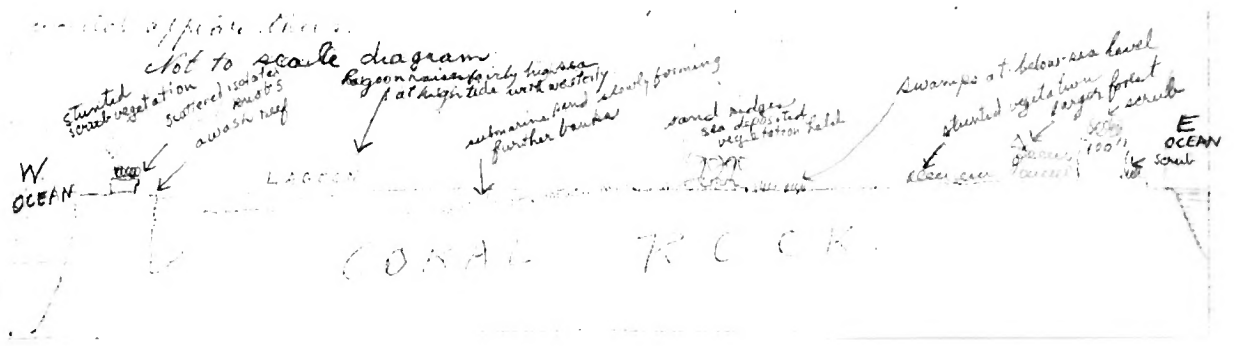 Not to scale diagram
stunted
scrub vegetation
scattered isolated
knobs
awash reef
Lagoon raises fairly high sea
at high tide with westerly
submarine sand slowly forming
further banks
sand ridges
sea deposited
vegetation held
swamps at below-sea level
stunted vegetation
larger forest
scrub
100'
W.
OCEAN
LAGOON
E
OCEAN
scrub
CORAL ROCK.